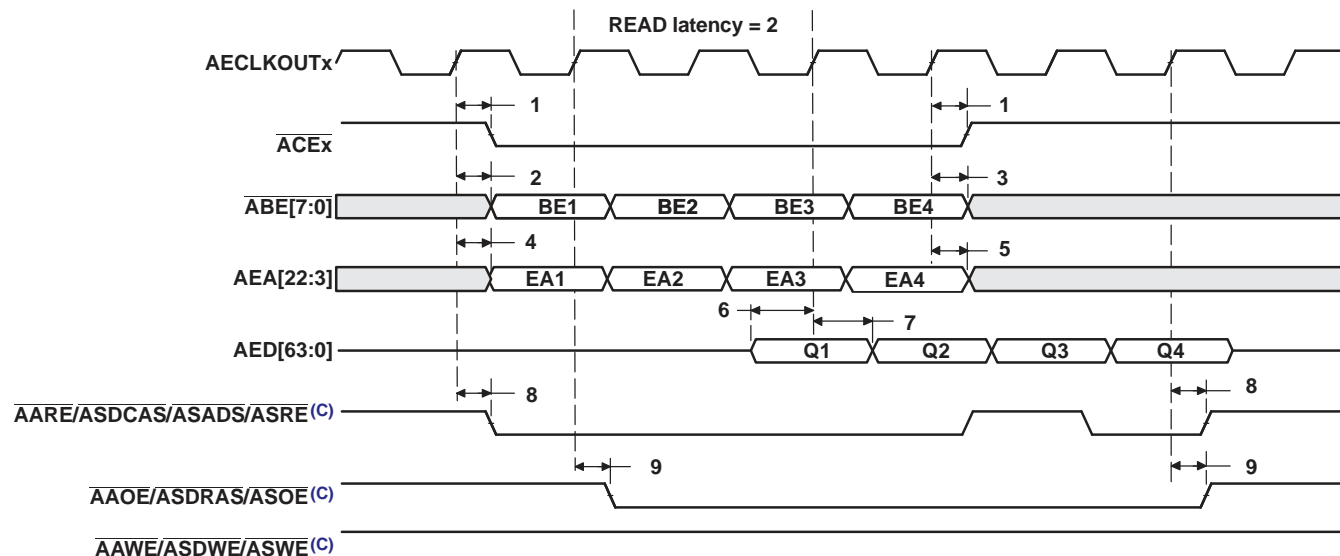 READ latency = 2
AECLKOUTx
1 1
ACEx
2 3
ABE[7:0] BE1 BE2 BE3 BE4
4 5
AEA[22:3] EA1 EA2 EA3 EA4
6 7
AED[63:0] Q1 Q2 Q3 Q4
8 8
AARE/ASDCAS/ASADS/ASRE(C)
9 9
AAOE/ASDRAS/ASOE(C)
AAWE/ASDWE/ASWE(C)